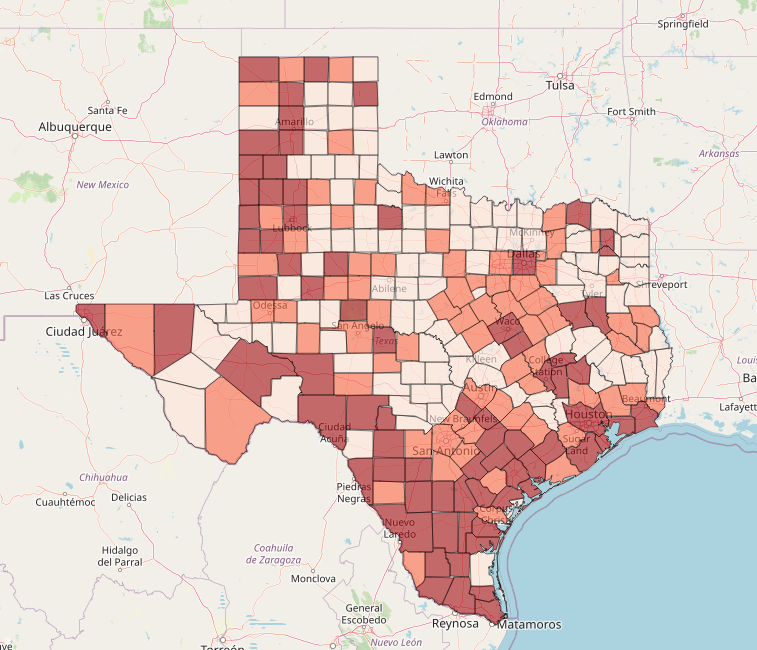 Springfield
Tulsa
Edmond
Santa Fe
Amarillo
Oklahoma
Fort Smith
Albuquerque
Lawton
Arkansas
New Mexico
Wichita
Falls
Lubbock
McKinney
Dallas
Las Cruces
Abilene
Tyler
Shreveport
Odessa
Ciudad Juárez
San Angelo
Waco
Texas
Killeen
College
Station
Louis
Ba
Austin
Beaumont
Lafayett
New Braunfels
Houston
Ciudad
Acuña
Sugar
Land
San Antonio
Chihuahua
Piedras
Negras
Cuauhtémoc
Delicias
Corpus
Christi
Nuevo
Laredo
Hidalgo
del Parral
Coahuila
de Zaragoza
Monclova
General
Escobedo
Reynosa
Matamoros
Nuevo León
Torreón